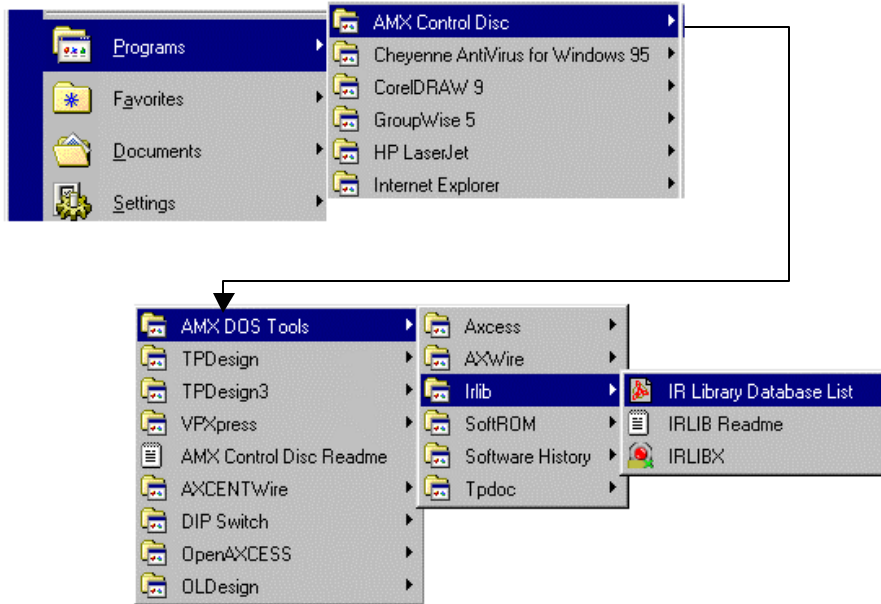 Programs
Favorites
Documents
Settings
AMX Control Disc
Cheyenne AntiVirus for Windows 95
CorelDRAW 9
GroupWise 5
HP LaserJet
Internet Explorer
AMX DOS Tools
TPDesign
TPDesign3
VPXpress
AMX Control Disc Readme
AXCENTWire
DIP Switch
OpenAXCESS
OLDesign
Axcess
AXWire
Irlib
SoftROM
Software History
Tpdoc
IR Library Database List
IRLIB Readme
IRLIBX